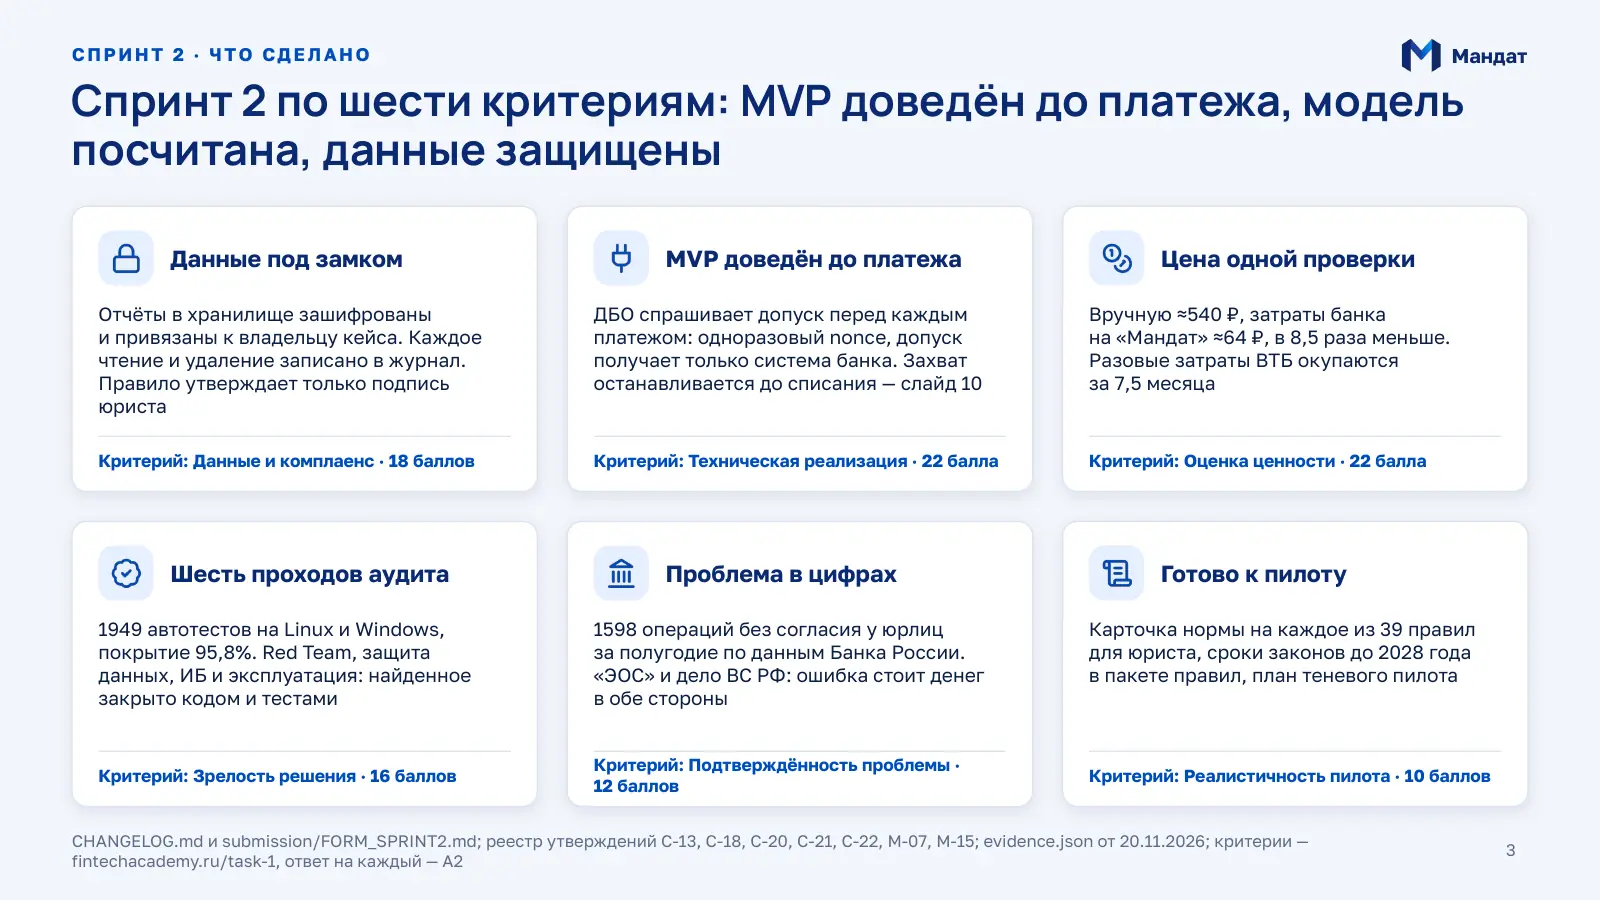 СПРИНТ 2 · ЧТО СДЕЛАНО
Мандат
Спринт 2 по шести критериям: MVP доведён до платежа, модель
посчитана, данные защищены
Данные под замком
Отчёты в хранилище зашифрованы
и привязаны к владельцу кейса. Каждое
чтение и удаление записано в журнал.
Правило утверждает только подпись
юриста
Критерий: Данные и комплаенс · 18 баллов
MVP доведён до платежа
ДБО спрашивает допуск перед каждым
платежом: одноразовый nonce, допуск
получает только система банка. Захват
останавливается до списания — слайд 10
Критерий: Техническая реализация · 22 балла
Цена одной проверки
Вручную ≈540 ₽, затраты банка
на «Мандат» ≈64 ₽, в 8,5 раза меньше.
Разовые затраты ВТБ окупаются
за 7,5 месяца
Критерий: Оценка ценности · 22 балла
Шесть проходов аудита
1949 автотестов на Linux и Windows,
покрытие 95,8%. Red Team, защита
данных, ИБ и эксплуатация: найденное
закрыто кодом и тестами
Критерий: Зрелость решения · 16 баллов
Проблема в цифрах
1598 операций без согласия у юрлиц
за полугодие по данным Банка России.
«ЭОС» и дело ВС РФ: ошибка стоит денег
в обе стороны
Критерий: Подтверждённость проблемы ·
12 баллов
Готово к пилоту
Карточка нормы на каждое из 39 правил
для юриста, сроки законов до 2028 года
в пакете правил, план теневого пилота
Критерий: Реалистичность пилота · 10 баллов
CHANGELOG.md и submission/FORM_SPRINT2.md; реестр утверждений С-13, С-18, С-20, С-21, С-22, М-07, М-15; evidence.json от 20.11.2026; критерии —
fintechacademy.ru/task-1, ответ на каждый — А2
3